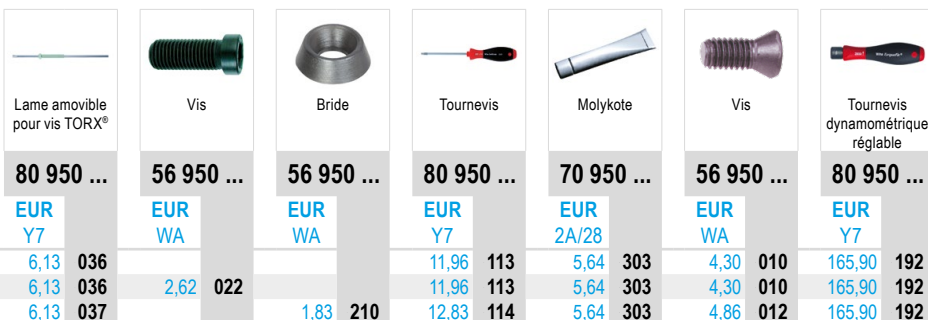 Lame amovible
pour vis TORX®
Vis
Bride
Tournevis
Molykote
Vis
Tournevis
dynamométrique
réglable
80 950 ... 56 950 ... 56 950 ... 80 950 ... 70 950 ... 56 950 ... 80 950 ...
EUR EUR EUR EUR EUR EUR EUR
Y7 WA WA Y7 2A/28 WA Y7
6,13 036 11,96 113 5,64 303 4,30 010 165,90 192
6,13 036 2,62 022 11,96 113 5,64 303 4,30 010 165,90 192
6,13 037 1,83 210 12,83 114 5,64 303 4,86 012 165,90 192